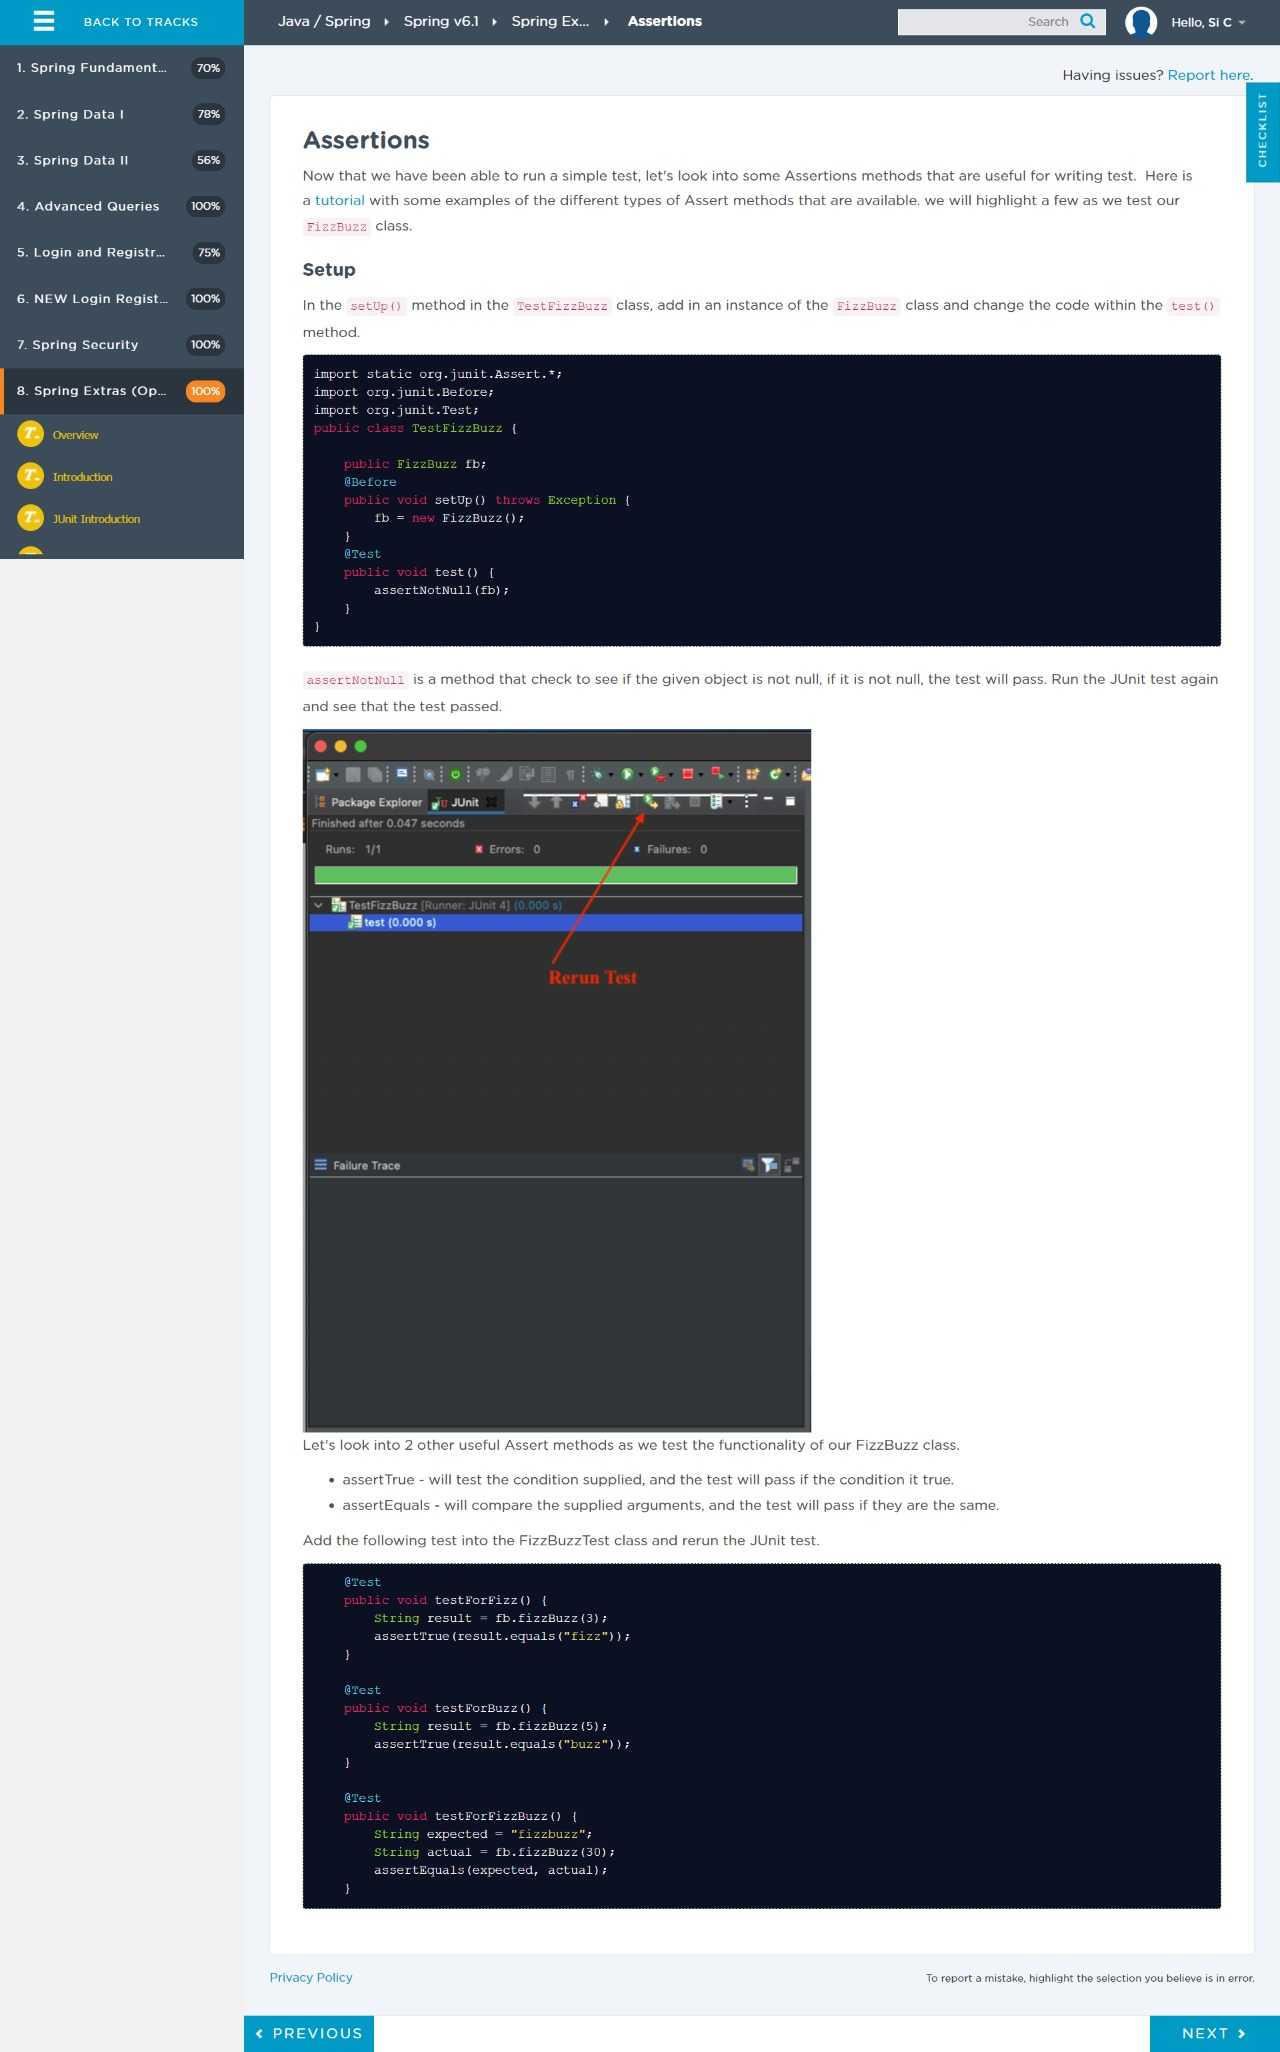 BACK TO TRACKS
Java / Spring
Spring v6.1
Spring Ex...
Assertions
Search
Hello, Si C
1. Spring Fundament... 70%
2. Spring Data I 78%
3. Spring Data II 56%
4. Advanced Queries 100%
5. Login and Registr... 75%
6. NEW Login Regist... 100%
7. Spring Security 100%
8. Spring Extras (Op... 100%
T. Overview
T. Introduction
T. JUnit Introduction
Having issues? Report here.
CHECKLIST
Assertions
Now that we have been able to run a simple test, let's look into some Assertions methods that are useful for writing test.  Here is
a tutorial with some examples of the different types of Assert methods that are available. we will highlight a few as we test our
FizzBuzz class.
Setup
In the setUp() method in the TestFizzBuzz class, add in an instance of the FizzBuzz class and change the code within the test()
method.
import static org.junit.Assert.*;
import org.junit.Before;
import org.junit.Test;
public class TestFizzBuzz {
    public FizzBuzz fb;
    @Before
    public void setUp() throws Exception {
        fb = new FizzBuzz();
    }
    @Test
    public void test() {
        assertNotNull(fb);
    }
}
assertNotNull is a method that check to see if the given object is not null, if it is not null, the test will pass. Run the JUnit test again
and see that the test passed.
Package Explorer
JUnit
Finished after 0.047 seconds
Runs: 1/1
Errors: 0
Failures: 0
TestFizzBuzz [Runner: JUnit 4] (0.000 s)
test (0.000 s)
Rerun Test
Failure Trace
Let's look into 2 other useful Assert methods as we test the functionality of our FizzBuzz class.
• assertTrue - will test the condition supplied, and the test will pass if the condition it true.
• assertEquals - will compare the supplied arguments, and the test will pass if they are the same.
Add the following test into the FizzBuzzTest class and rerun the JUnit test.
    @Test
    public void testForFizz() {
        String result = fb.fizzBuzz(3);
        assertTrue(result.equals("fizz"));
    }
    @Test
    public void testForBuzz() {
        String result = fb.fizzBuzz(5);
        assertTrue(result.equals("buzz"));
    }
    @Test
    public void testForFizzBuzz() {
        String expected = "fizzbuzz";
        String actual = fb.fizzBuzz(30);
        assertEquals(expected, actual);
    }
Privacy Policy
To report a mistake, highlight the selection you believe is in error.
PREVIOUS
NEXT